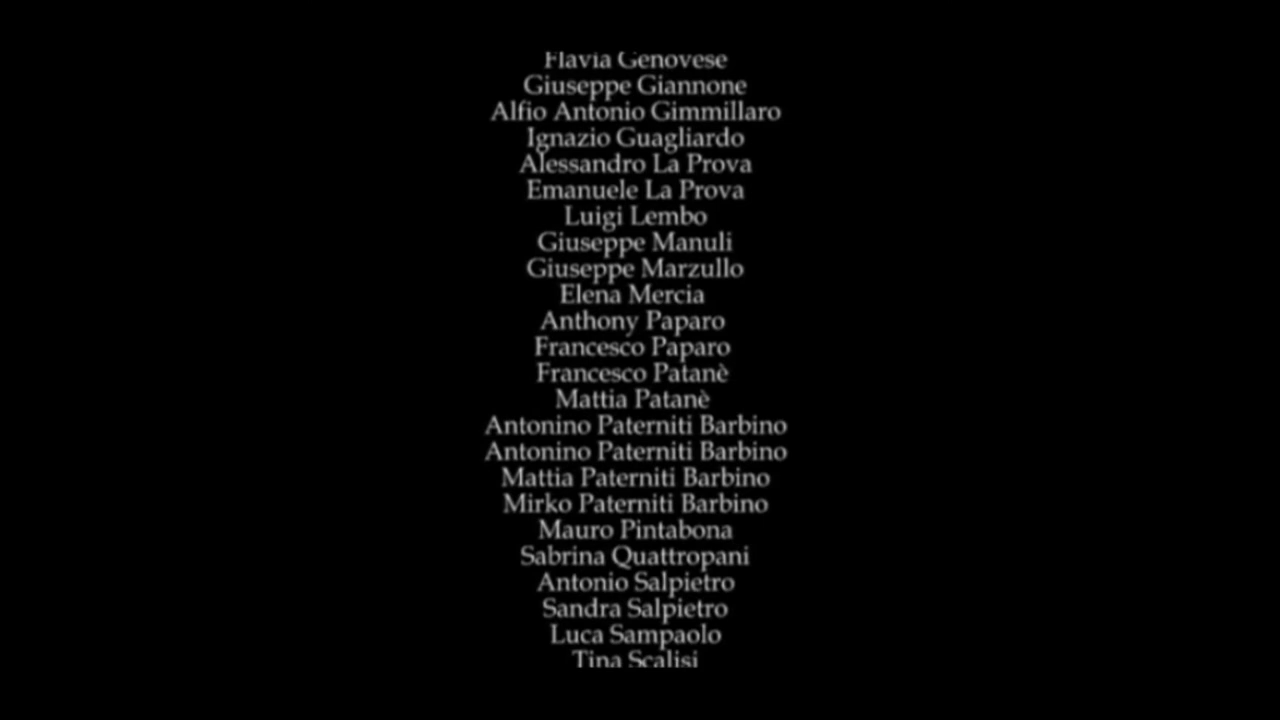 Flavia Genovese
Giuseppe Giannone
Alfio Antonio Gimmillaro
Ignazio Guagliardo
Alessandro La Prova
Emanuele La Prova
Luigi Lembo
Giuseppe Manuli
Giuseppe Marzullo
Elena Mercia
Anthony Paparo
Francesco Paparo
Francesco Patanè
Mattia Patanè
Antonino Paterniti Barbino
Antonino Paterniti Barbino
Mattia Paterniti Barbino
Mirko Paterniti Barbino
Mauro Pintabona
Sabrina Quattropani
Antonio Salpietro
Sandra Salpietro
Luca Sampaolo
Tina Scalisi